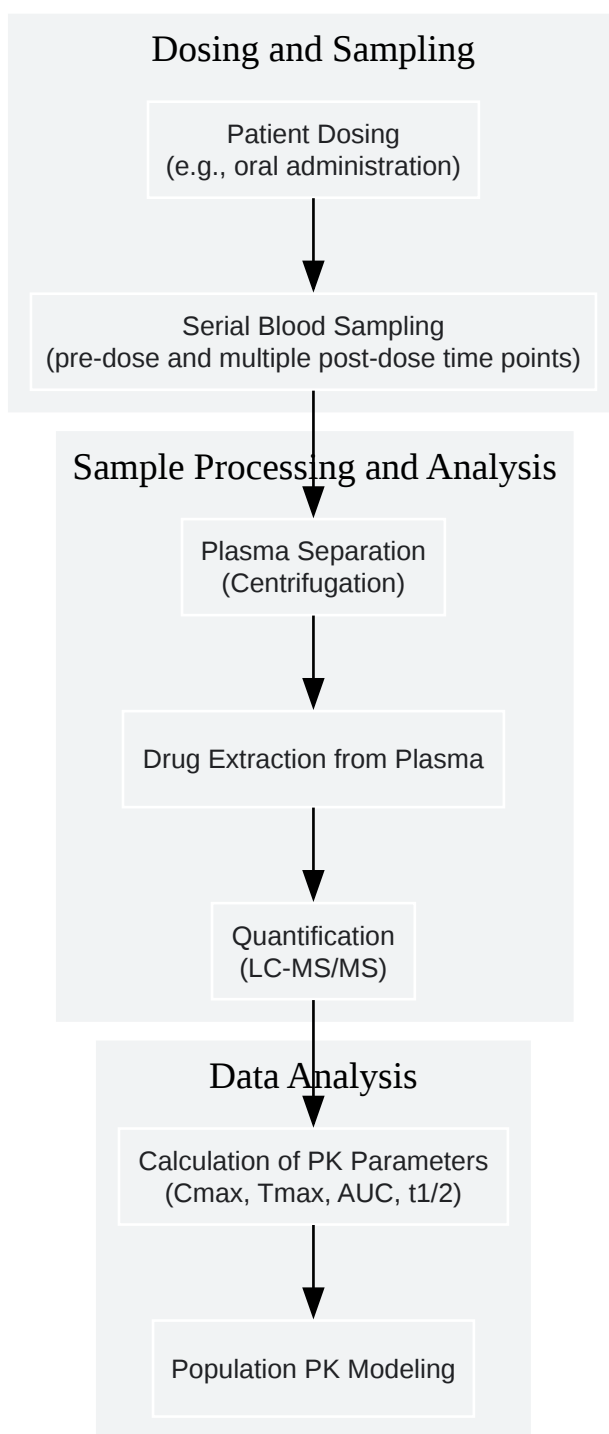 Dosing and Sampling
Patient Dosing
(e.g., oral administration)
Serial Blood Sampling
(pre-dose and multiple post-dose time points)
Sample Processing and Analysis
Plasma Separation
(Centrifugation)
Drug Extraction from Plasma
Quantification
(LC-MS/MS)
Data Analysis
Calculation of PK Parameters
(Cmax, Tmax, AUC, t1/2)
Population PK Modeling